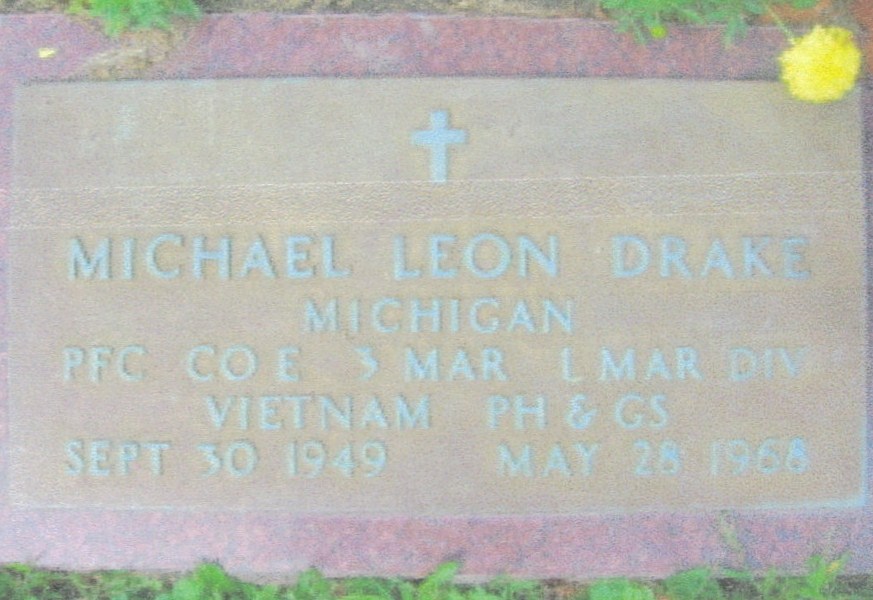 MICHAEL LEON DRAKE
MICHIGAN
PFC CO E 3 MAR 1 MAR DIV
VIETNAM PH & GS
SEPT 30 1949 MAY 28 1968